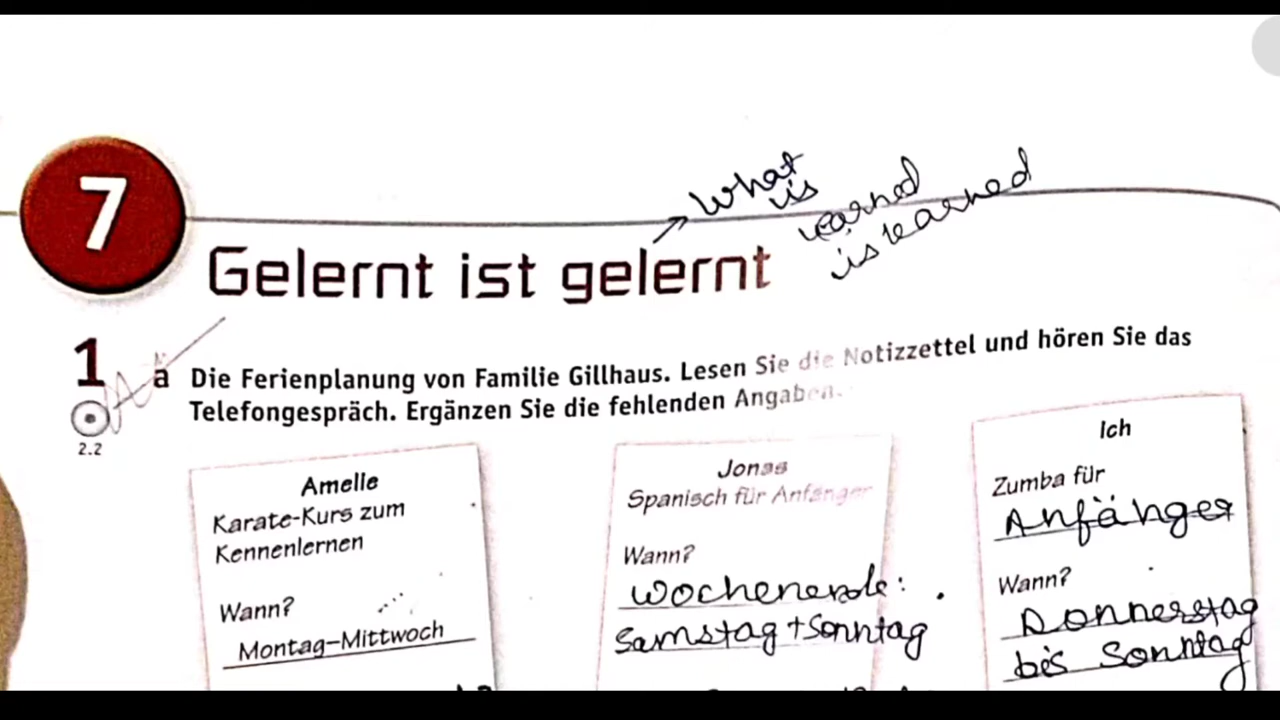 7
What
is
learned
is learned
Gelernt ist gelernt
1
a Die Ferienplanung von Familie Gillhaus. Lesen Sie die Notizzettel und hören Sie das
Telefongespräch. Ergänzen Sie die fehlenden Angaben.
2.2
Amelle
Karate-Kurs zum
Kennenlernen
Wann?
Montag–Mittwoch
Jonas
Spanisch für Anfänger
Wann?
Wochenende:
Samstag + Sonntag
Ich
Zumba für
Anfänger
Wann?
Donnerstag
bis Sonntag